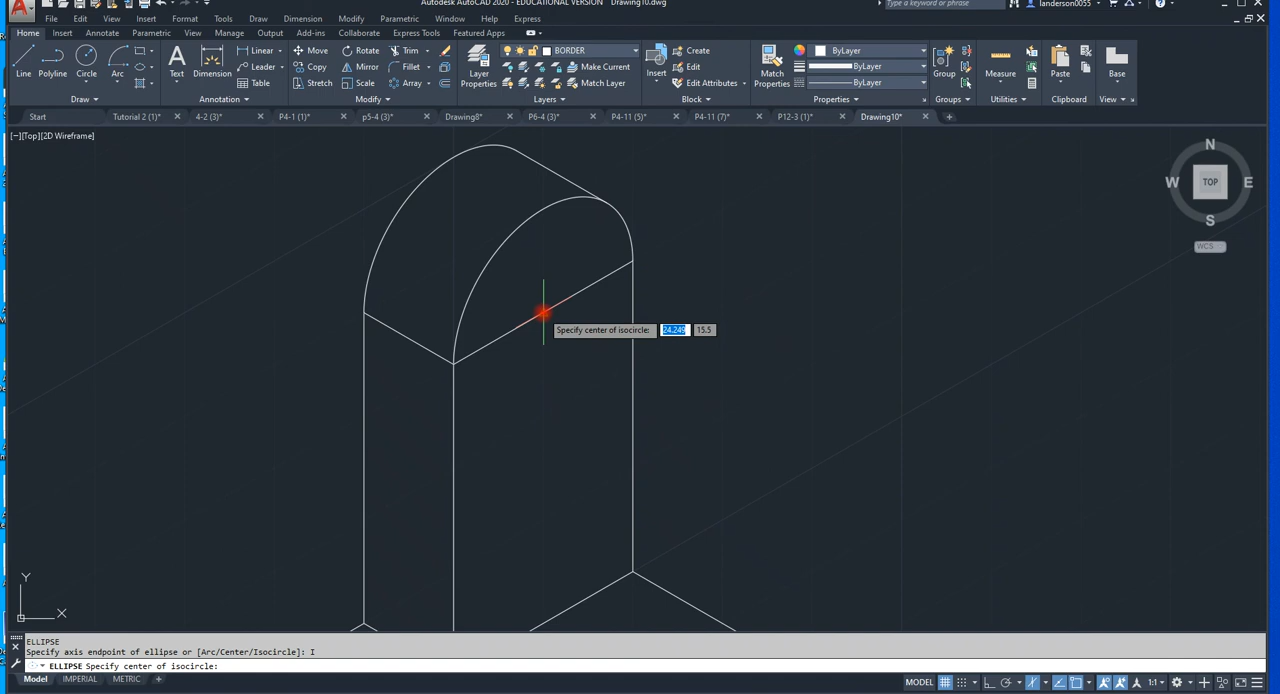 Autodesk AutoCAD 2020 - EDUCATIONAL VERSION Drawing10.dwg
Type a keyword or phrase
landerson0055
File Edit View Insert Format Tools Draw Dimension Modify Parametric Window Help Express
Home Insert Annotate Parametric View Manage Output Add-ins Collaborate Express Tools Featured Apps
Line Polyline Circle Arc Text Dimension Linear Leader Table
Move Rotate Trim
Copy Mirror Fillet
Stretch Scale Array
Layer Properties
BORDER
Make Current
Match Layer
Insert
Create
Edit
Edit Attributes
Match Properties
ByLayer
ByLayer
ByLayer
Group Measure Paste Base
Draw Annotation Modify Layers Block Properties Groups Utilities Clipboard View
Start Tutorial 2 (1)* 4-2 (3)* P4-1 (1)* p5-4 (3)* Drawing8* P6-4 (3)* P4-11 (5)* P4-11 (7)* P12-3 (1)* Drawing10*
[−][Top][2D Wireframe]
N
W TOP E
S
WCS
Specify center of isocircle: 24.249 15.5
Y
X
ELLIPSE
Specify axis endpoint of ellipse or [Arc/Center/Isocircle]: I
ELLIPSE Specify center of isocircle:
Model IMPERIAL METRIC +
MODEL 1:1